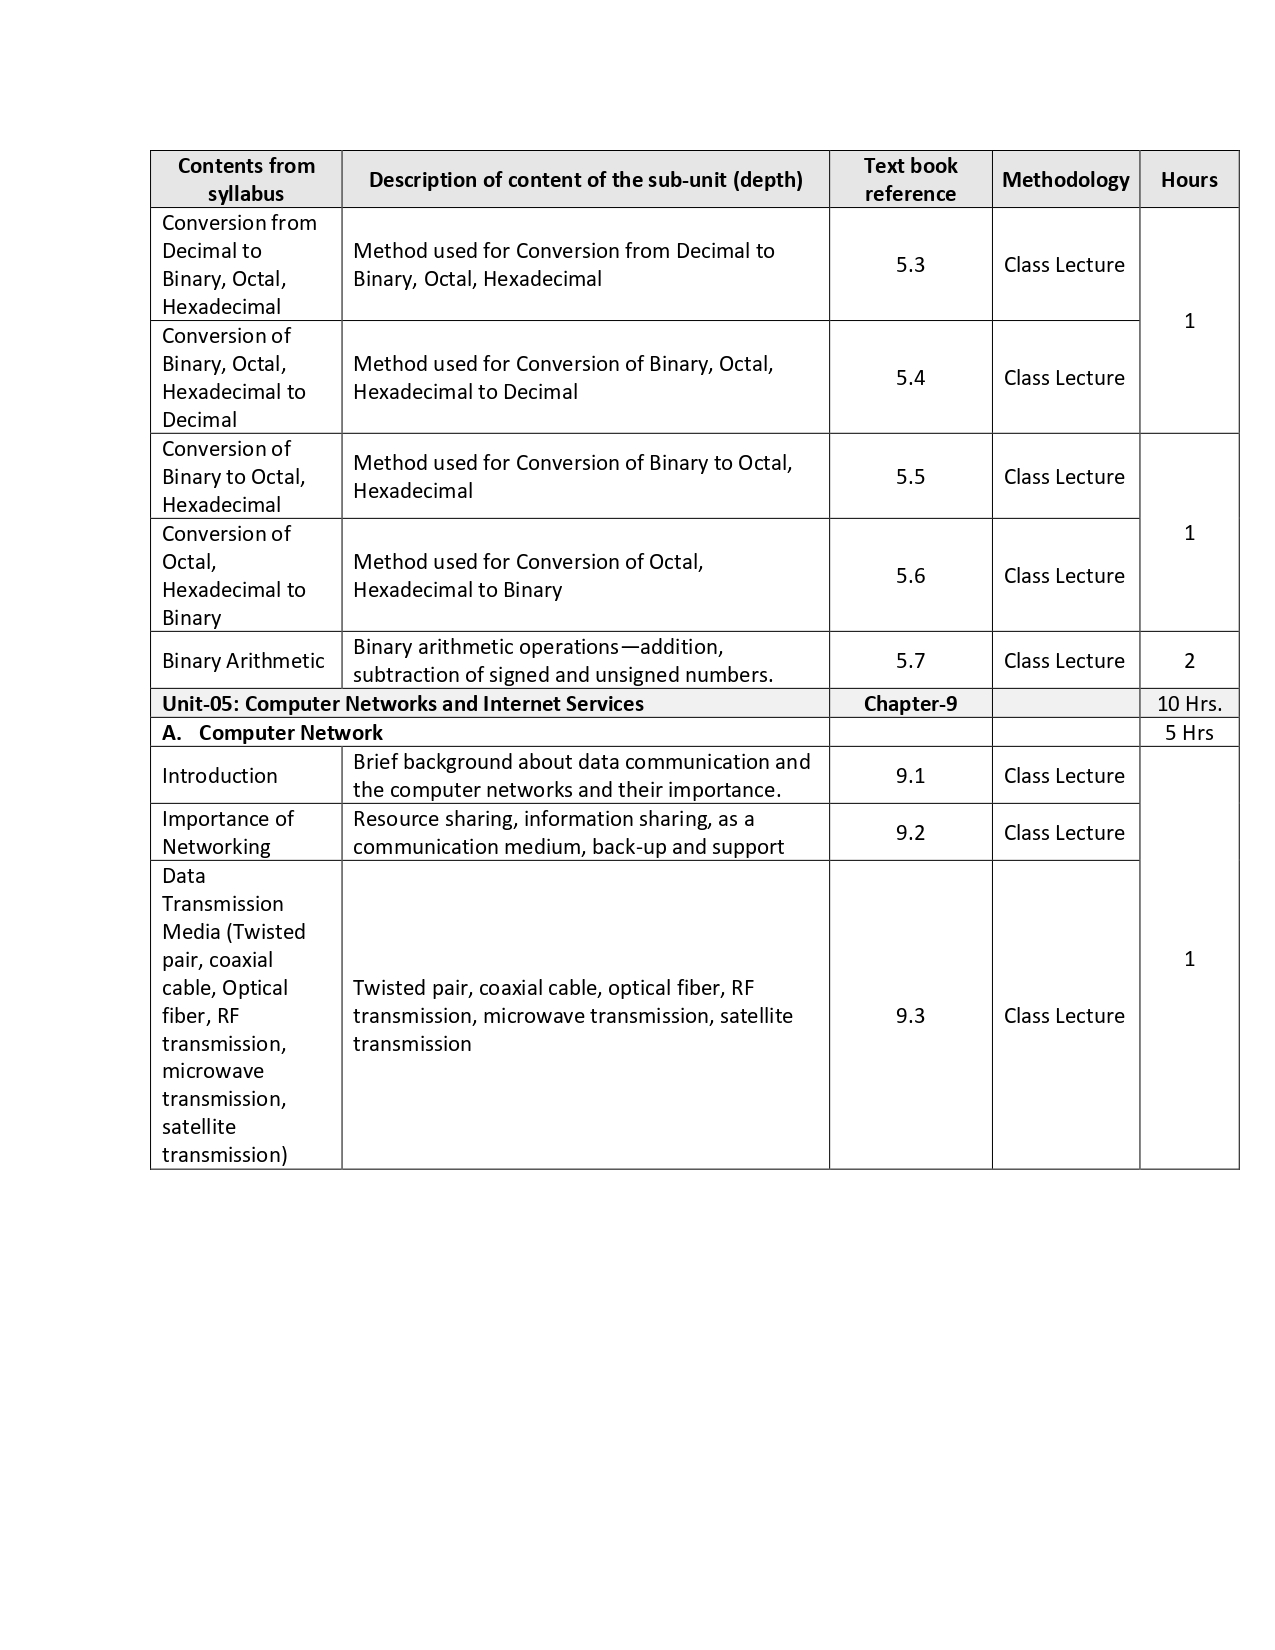 Contents from
syllabus
Description of content of the sub-unit (depth)
Text book
reference
Methodology
Hours
Conversion from
Decimal to
Binary, Octal,
Hexadecimal
Method used for Conversion from Decimal to
Binary, Octal, Hexadecimal
5.3
Class Lecture
1
Conversion of
Binary, Octal,
Hexadecimal to
Decimal
Method used for Conversion of Binary, Octal,
Hexadecimal to Decimal
5.4
Class Lecture
Conversion of
Binary to Octal,
Hexadecimal
Method used for Conversion of Binary to Octal,
Hexadecimal
5.5
Class Lecture
1
Conversion of
Octal,
Hexadecimal to
Binary
Method used for Conversion of Octal,
Hexadecimal to Binary
5.6
Class Lecture
Binary Arithmetic
Binary arithmetic operations—addition,
subtraction of signed and unsigned numbers.
5.7
Class Lecture
2
Unit-05: Computer Networks and Internet Services
Chapter-9
10 Hrs.
A. Computer Network
5 Hrs
Introduction
Brief background about data communication and
the computer networks and their importance.
9.1
Class Lecture
1
Importance of
Networking
Resource sharing, information sharing, as a
communication medium, back-up and support
9.2
Class Lecture
Data
Transmission
Media (Twisted
pair, coaxial
cable, Optical
fiber, RF
transmission,
microwave
transmission,
satellite
transmission)
Twisted pair, coaxial cable, optical fiber, RF
transmission, microwave transmission, satellite
transmission
9.3
Class Lecture